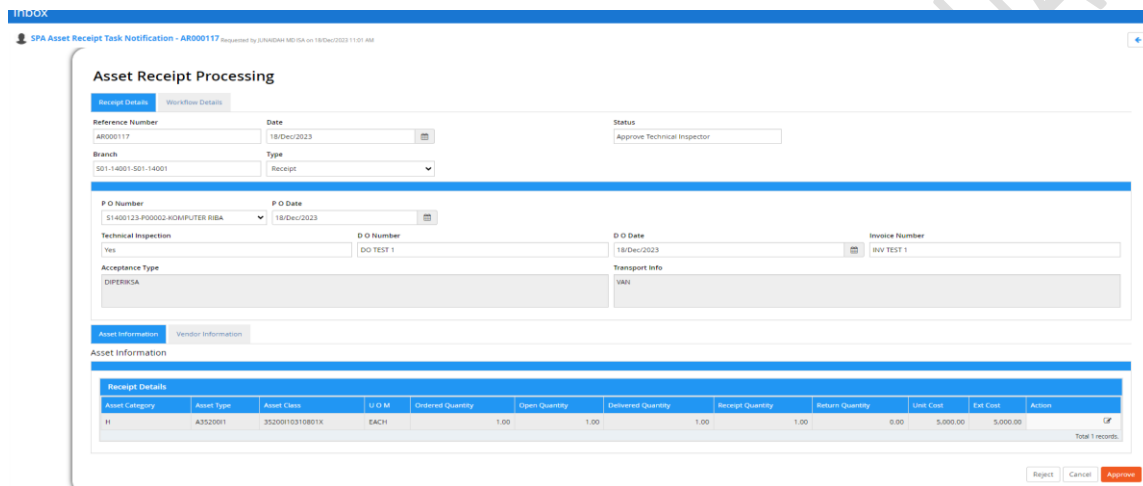 Inbox
SPA Asset Receipt Task Notification - AR000117 Requested by JUNAIDAH MD ISA on 18/Dec/2023 11:01 AM
Asset Receipt Processing
Receipt Details Workflow Details
Reference Number Date Status
AR000117 18/Dec/2023 Approve Technical Inspector
Branch Type
S01-14001-S01-14001 Receipt
P O Number P O Date
S1400123-P00002-KOMPUTER RIBA 18/Dec/2023
Technical Inspection D O Number D O Date Invoice Number
Yes DO TEST 1 18/Dec/2023 INV TEST 1
Acceptance Type Transport Info
DIPERIKSA VAN
Asset Information Vendor Information
Asset Information
Receipt Details
Asset Category Asset Type Asset Class U O M Ordered Quantity Open Quantity Delivered Quantity Receipt Quantity Return Quantity Unit Cost Ext Cost Action
H A35200I1 35200I10310801X EACH 1.00 1.00 1.00 1.00 0.00 5,000.00 5,000.00
Total 1 records.
Reject Cancel Approve